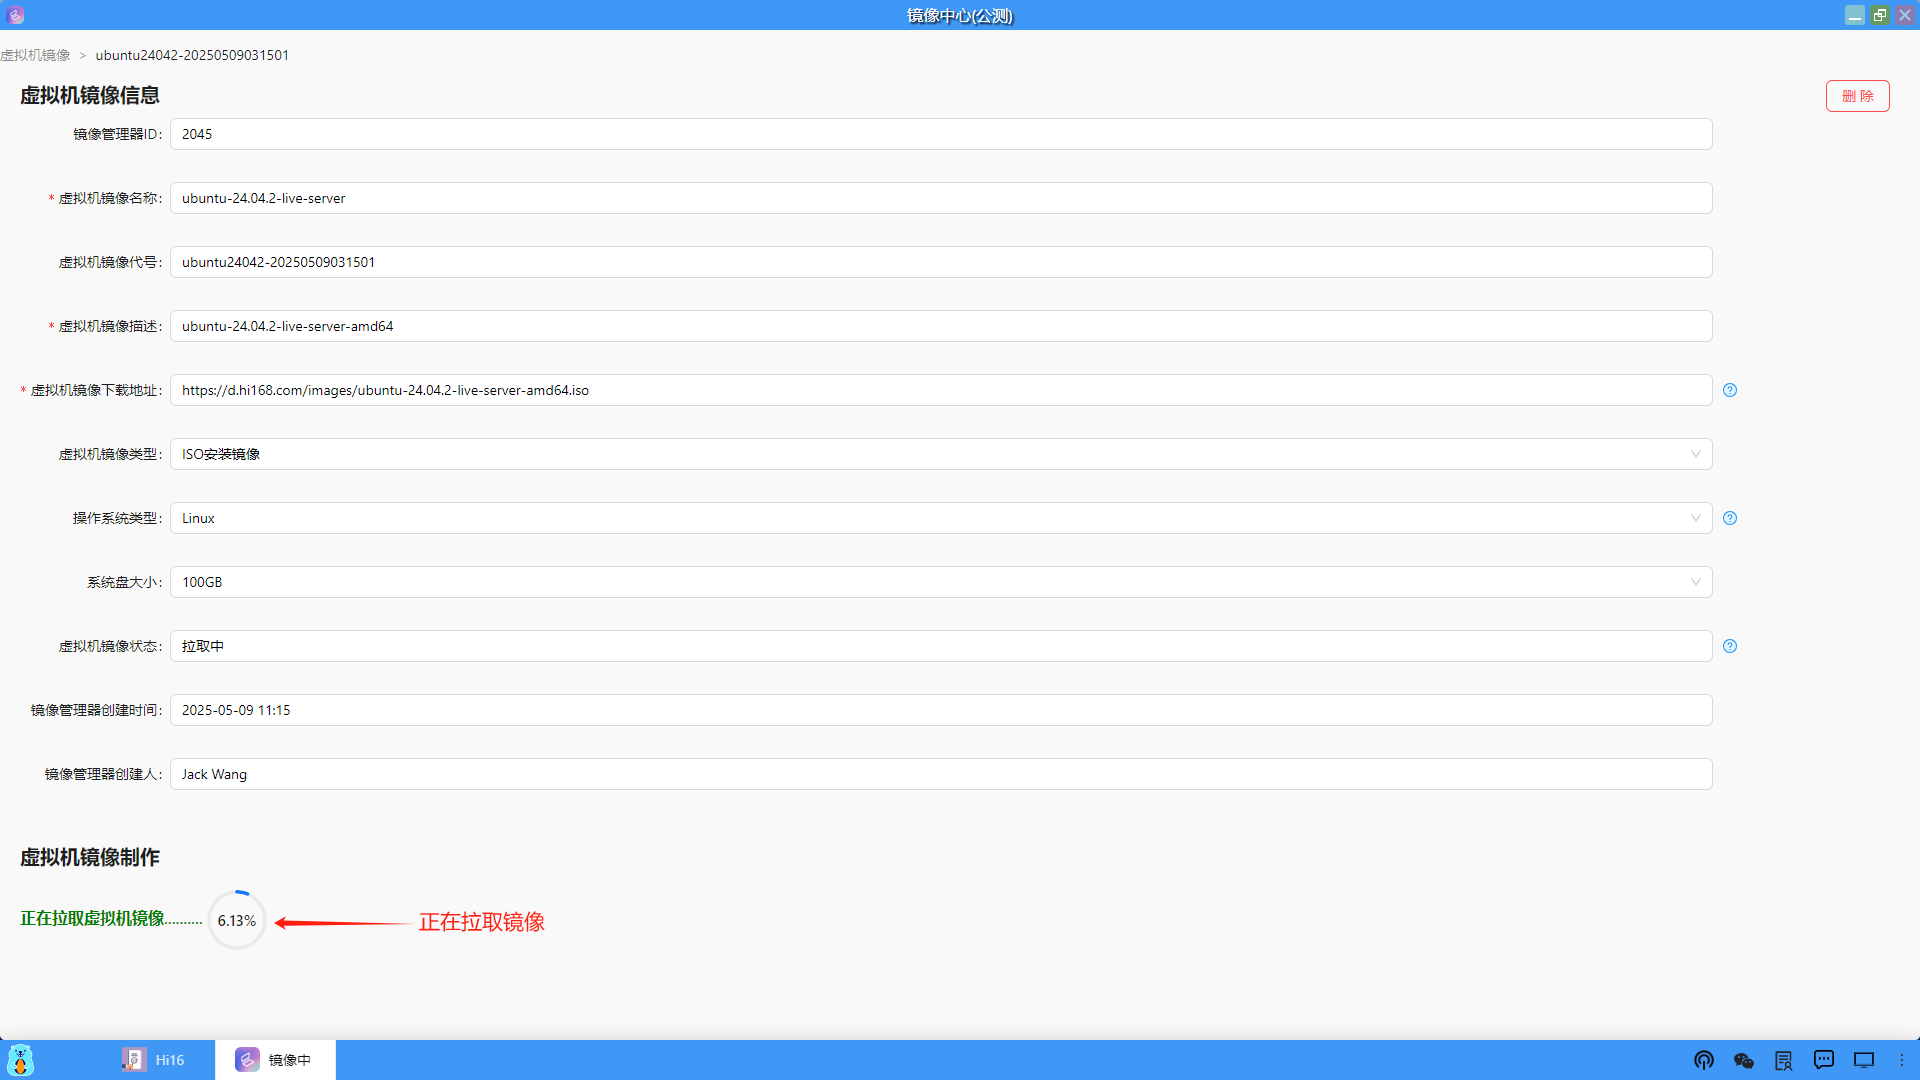 镜像中心(公测)
虚拟机镜像 > ubuntu24042-20250509031501
虚拟机镜像信息
删 除
镜像管理器ID: 2045
* 虚拟机镜像名称: ubuntu-24.04.2-live-server
虚拟机镜像代号: ubuntu24042-20250509031501
* 虚拟机镜像描述: ubuntu-24.04.2-live-server-amd64
* 虚拟机镜像下载地址: https://d.hi168.com/images/ubuntu-24.04.2-live-server-amd64.iso
虚拟机镜像类型: ISO安装镜像
操作系统类型: Linux
系统盘大小: 100GB
虚拟机镜像状态: 拉取中
镜像管理器创建时间: 2025-05-09 11:15
镜像管理器创建人: Jack Wang
虚拟机镜像制作
正在拉取虚拟机镜像.......... 6.13% 正在拉取镜像
Hi16 镜像中